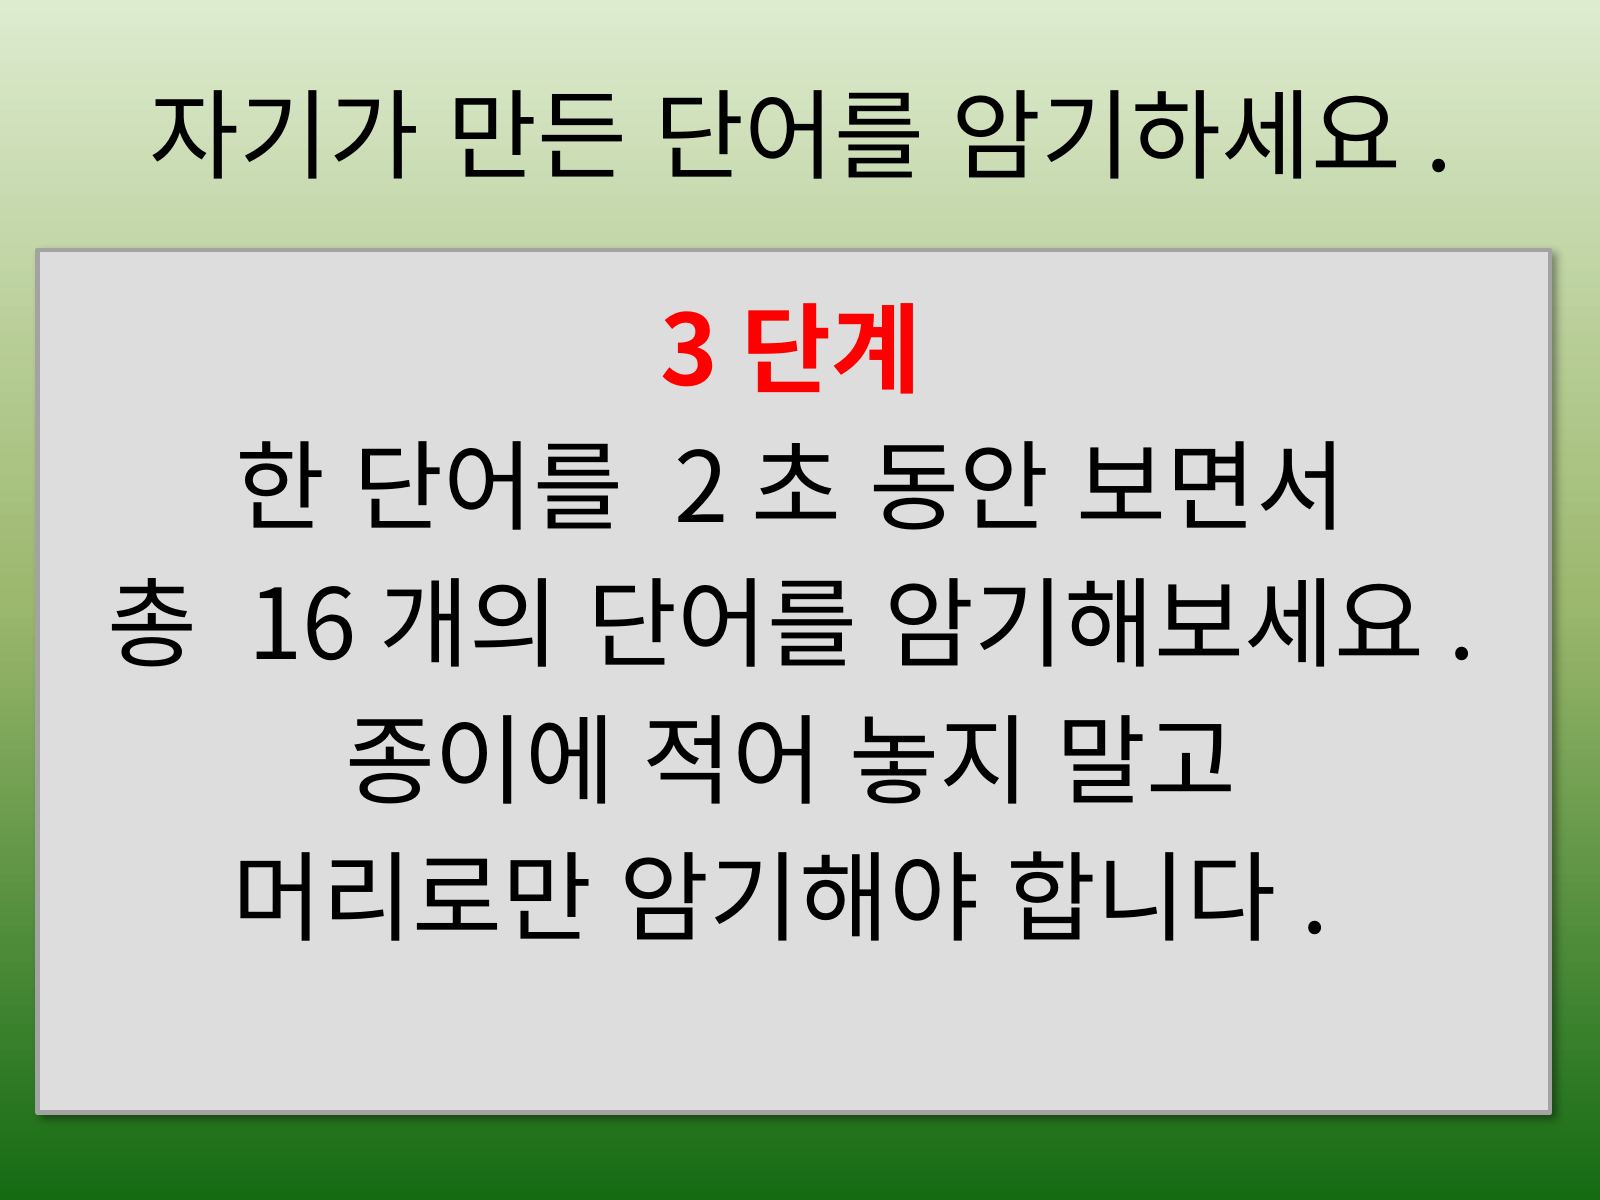 자기가 만든 단어를 암기하세요 .
3 단계
한 단어를 2 초 동안 보면서
총 16 개의 단어를 암기해보세요 .
종이에 적어 놓지 말고
머리로만 암기해야 합니다 .